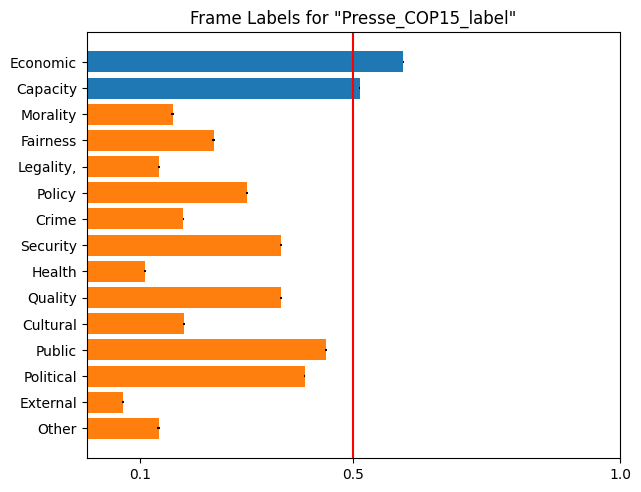 Frame Labels for "Presse_COP15_label"
Economic
Capacity
Morality
Fairness
Legality,
Policy
Crime
Security
Health
Quality
Cultural
Public
Political
External
Other
0.1 0.5 1.0